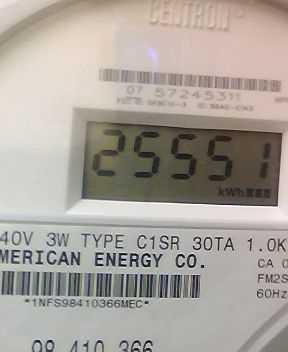 CENTRON®
07 57245311
25551
kWh
40V 3W TYPE C1SR 30TA 1.0K
MERICAN ENERGY CO.
CA 0
FM2S
60Hz
*1NFS98410366MEC*
98 410 366